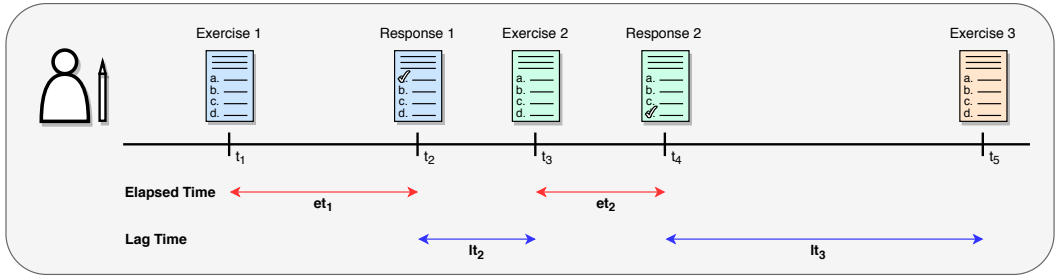 Exercise 1
Response 1
Exercise 2
Response 2
Exercise 3
a.
b.
c.
d.
a.
b.
c.
d.
a.
b.
c.
d.
a.
b.
c.
d.
a.
b.
c.
d.
t1
t2
t3
t4
t5
Elapsed Time
et1
et2
Lag Time
lt2
lt3